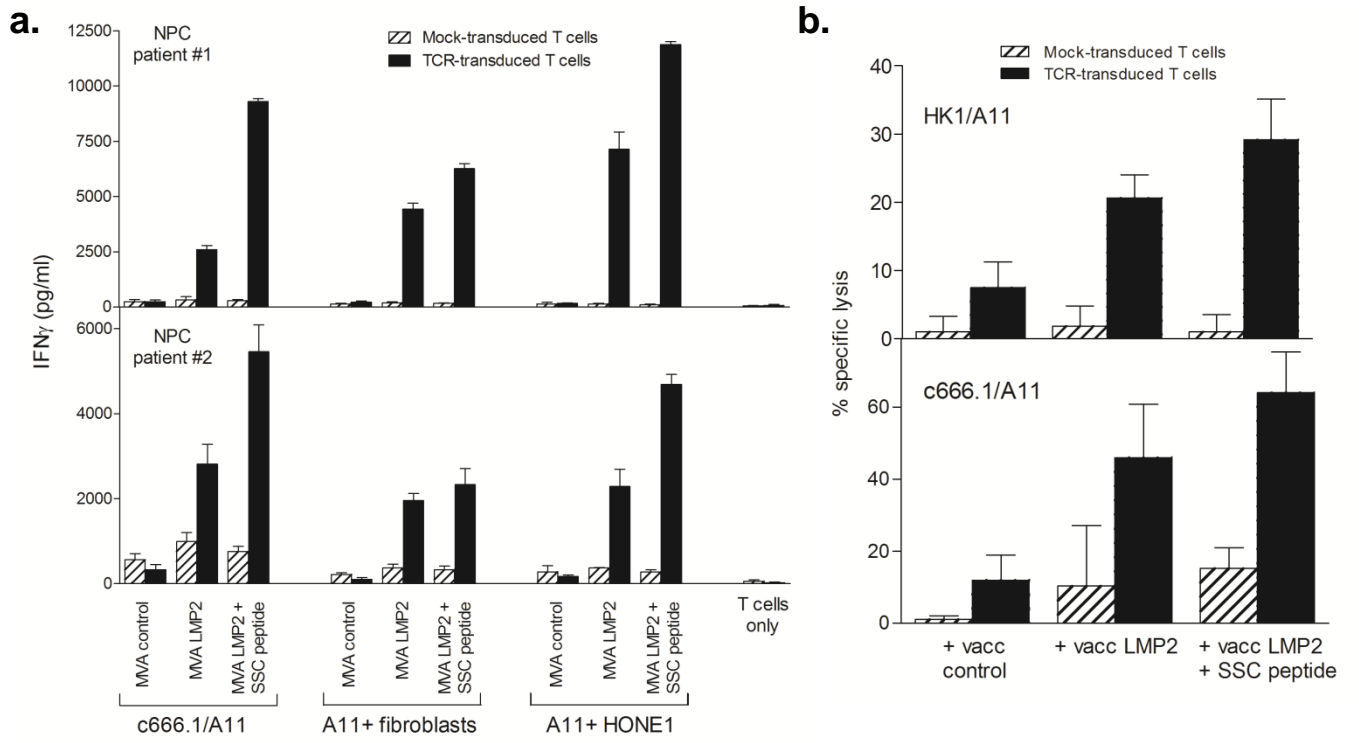 a.
NPC
patient #1
Mock-transduced T cells
TCR-transduced T cells
12500
10000
7500
5000
2500
0
NPC
patient #2
6000
4000
2000
0
IFNγ (pg/ml)
MVA control
MVA LMP2
MVA LMP2 +
SSC peptide
MVA control
MVA LMP2
MVA LMP2 +
SSC peptide
MVA control
MVA LMP2
MVA LMP2 +
SSC peptide
T cells
only
c666.1/A11
A11+ fibroblasts
A11+ HONE1
b.
Mock-transduced T cells
TCR-transduced T cells
HK1/A11
40
30
20
10
0
c666.1/A11
60
40
20
0
% specific lysis
+ vacc
control
+ vacc LMP2
+ vacc LMP2
+ SSC peptide